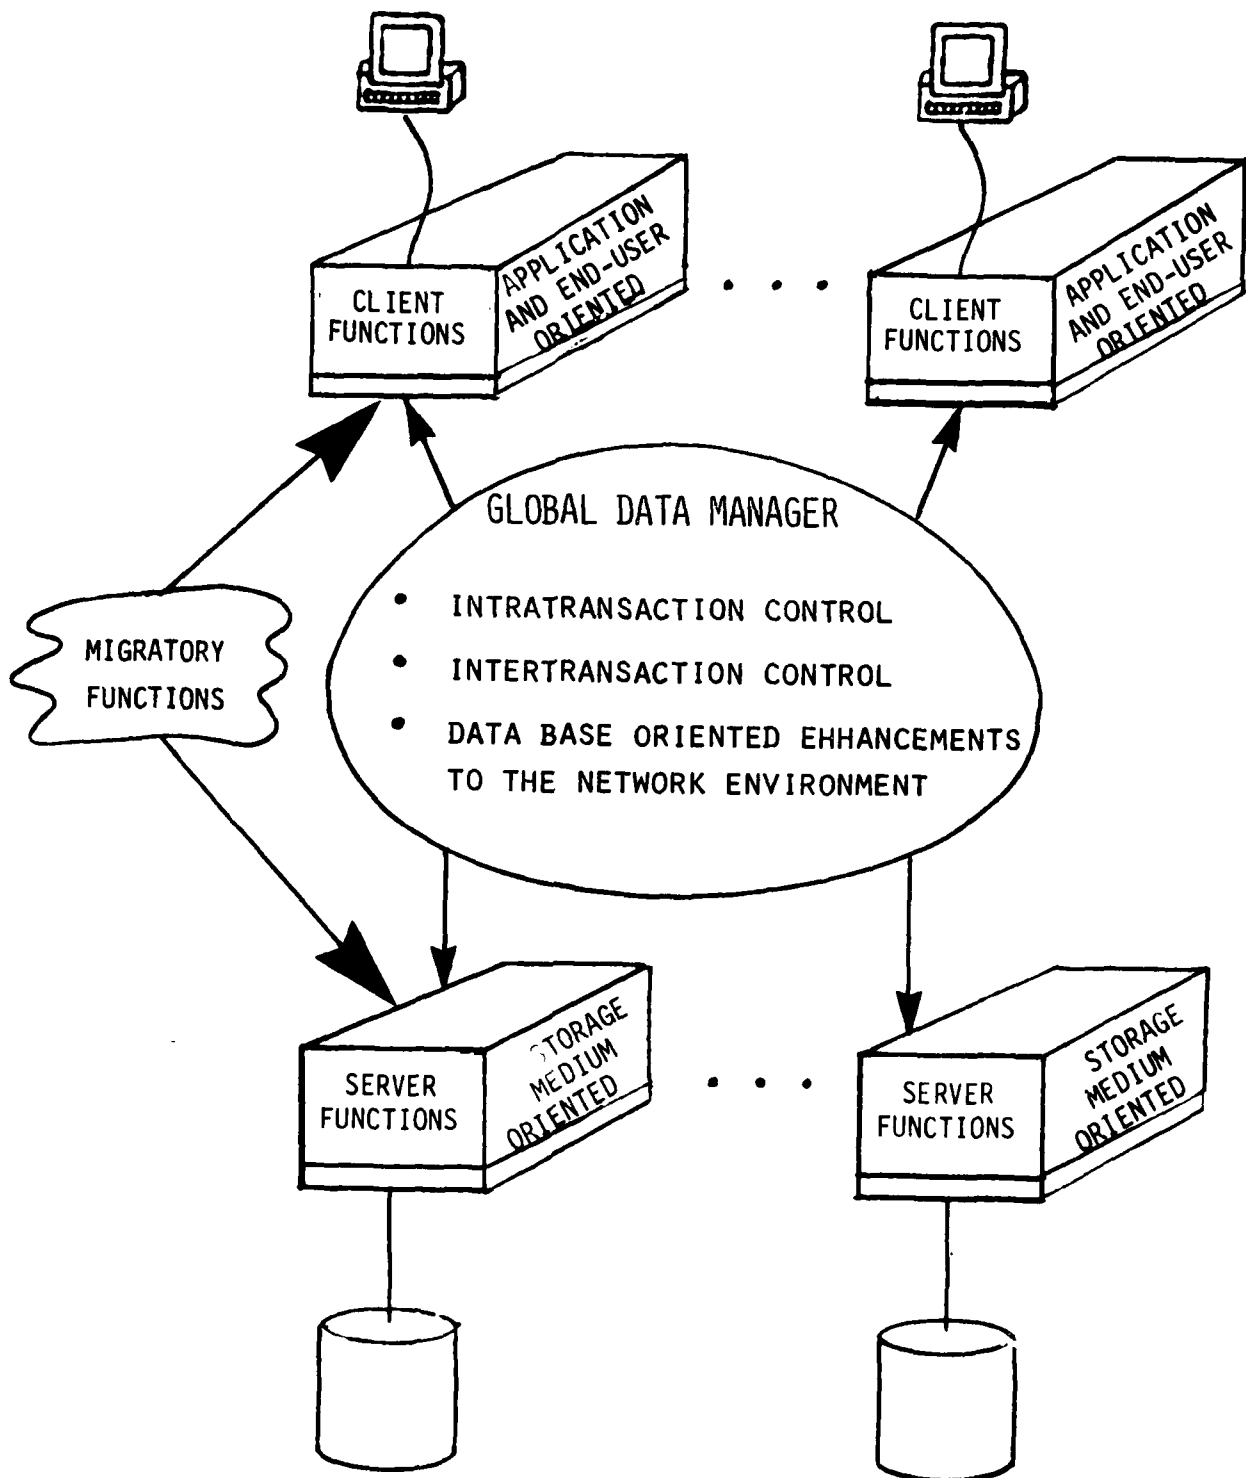 CLIENT
FUNCTIONS
APPLICATION
AND END-USER
ORIENTED
CLIENT
FUNCTIONS
APPLICATION
AND END-USER
ORIENTED
GLOBAL DATA MANAGER
• INTRATRANSACTION CONTROL
• INTERTRANSACTION CONTROL
• DATA BASE ORIENTED EHHANCEMENTS
TO THE NETWORK ENVIRONMENT
MIGRATORY
FUNCTIONS
SERVER
FUNCTIONS
STORAGE
MEDIUM
ORIENTED
SERVER
FUNCTIONS
STORAGE
MEDIUM
ORIENTED